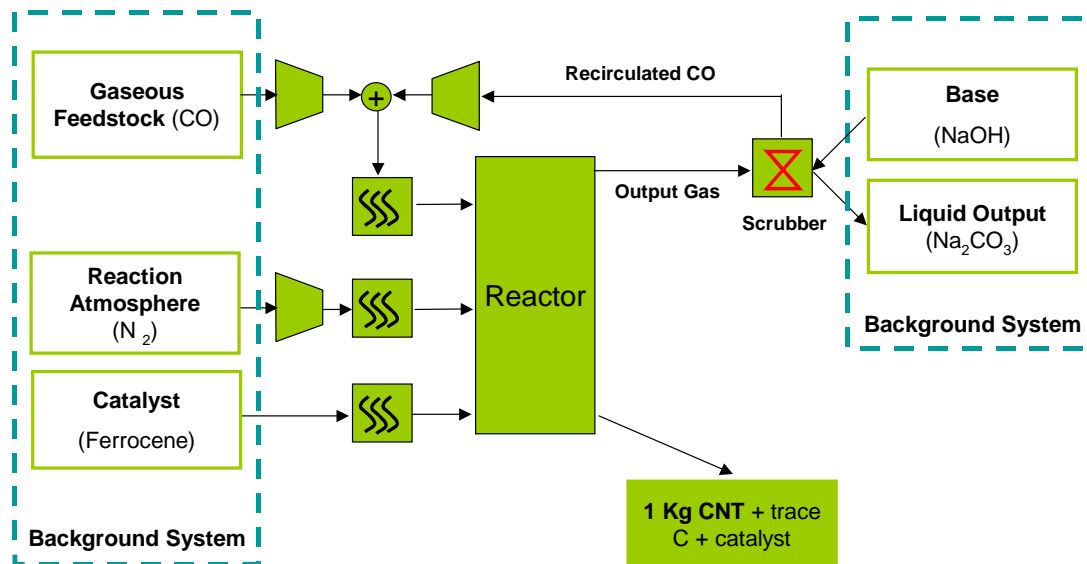 Gaseous
Feedstock (CO)
+
Recirculated CO
Base
(NaOH)
Output Gas
Scrubber
Liquid Output
(Na₂CO₃)
Reaction
Atmosphere
(N ₂)
Reactor
Background System
Catalyst
(Ferrocene)
1 Kg CNT + trace
C + catalyst
Background System